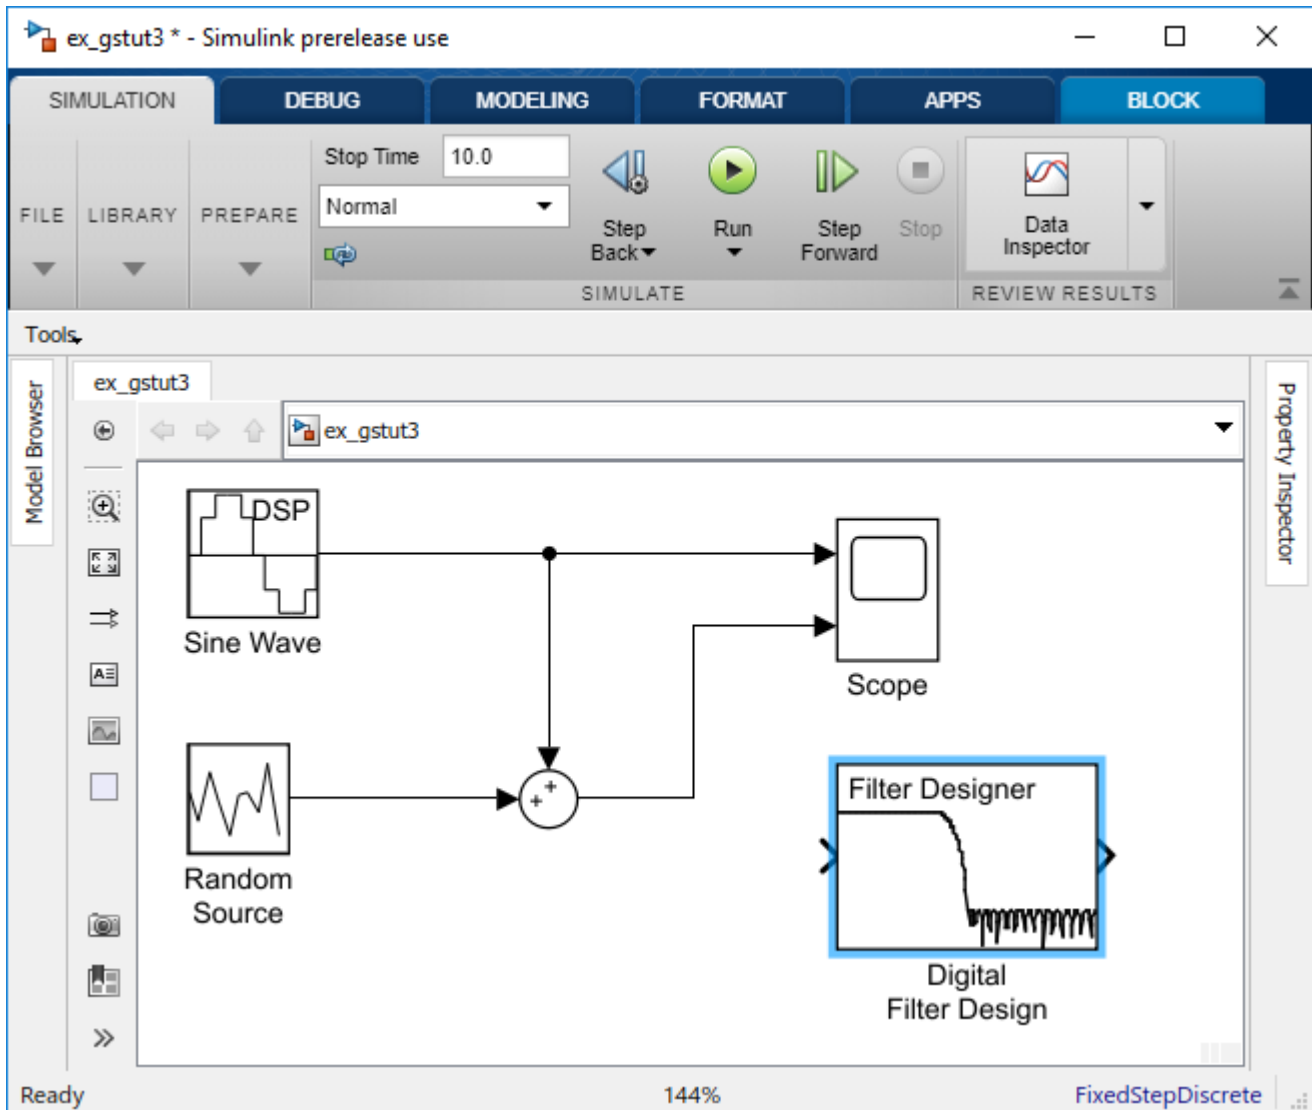 ex_gstut3 * - Simulink prerelease use
SIMULATION
DEBUG
MODELING
FORMAT
APPS
BLOCK
FILE
LIBRARY
PREPARE
Stop Time
10.0
Normal
Step
Back
Run
Step
Forward
Stop
Data
Inspector
SIMULATE
REVIEW RESULTS
Tools
Model Browser
ex_gstut3
ex_gstut3
Property Inspector
DSP
Sine Wave
Scope
Random
Source
Filter Designer
Digital
Filter Design
Ready
144%
FixedStepDiscrete